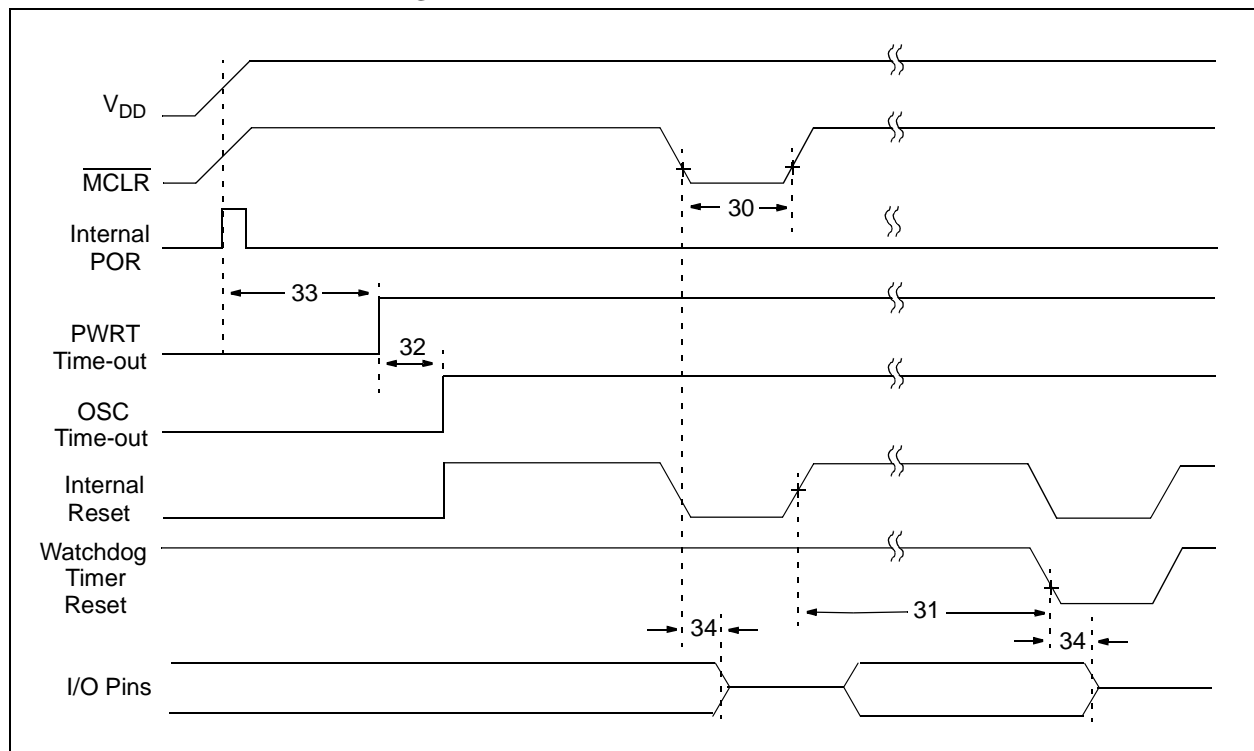 VDD
MCLR
30
Internal
POR
33
PWRT
Time-out
32
OSC
Time-out
Internal
Reset
Watchdog
Timer
Reset
31
34
34
I/O Pins